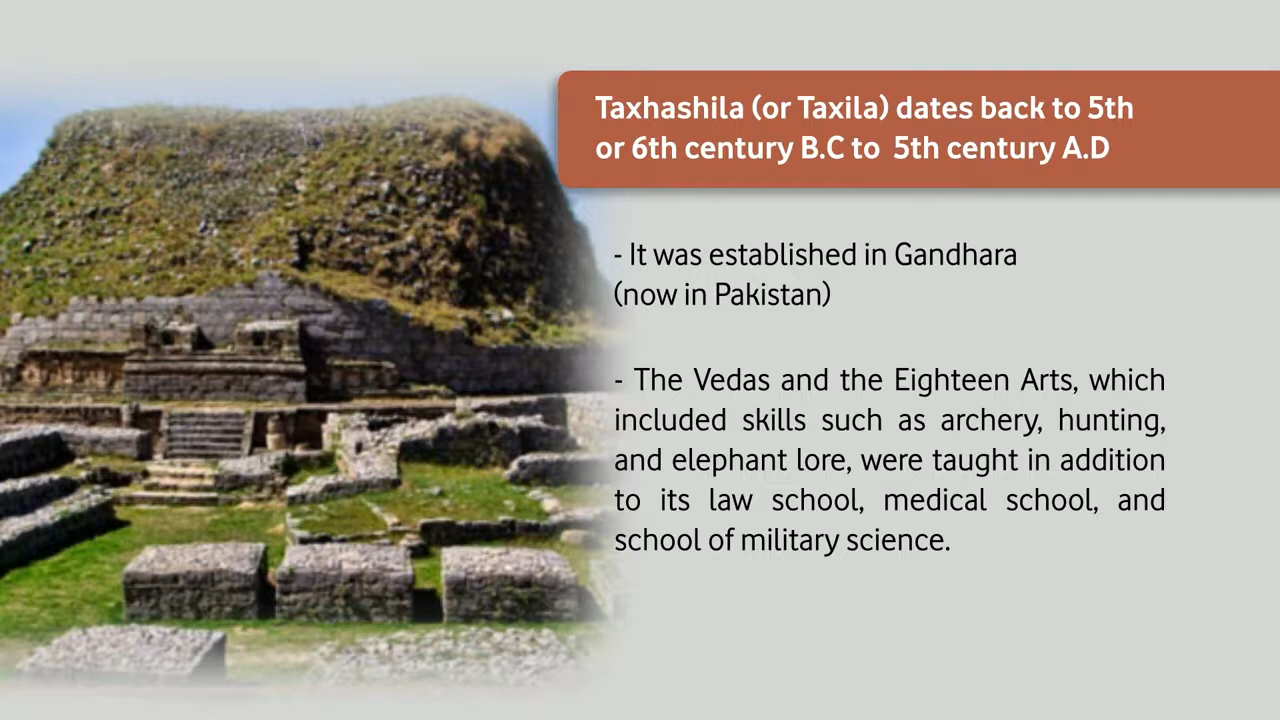 Taxhashila (or Taxila) dates back to 5th
or 6th century B.C to  5th century A.D
- It was established in Gandhara
(now in Pakistan)
- The Vedas and the Eighteen Arts, which
included skills such as archery, hunting,
and elephant lore, were taught in addition
to its law school, medical school, and
school of military science.